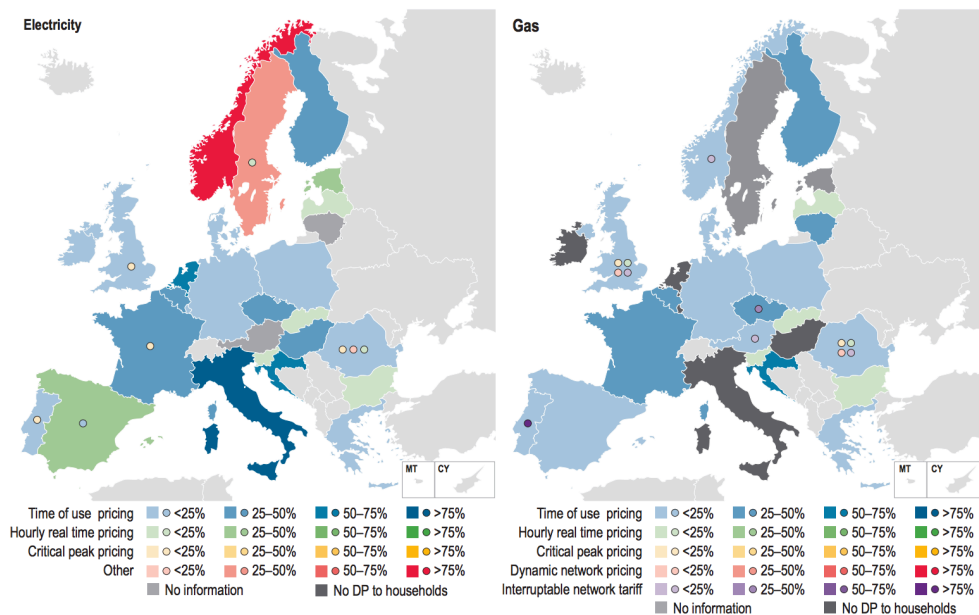 Electricity
Gas
MT CY
MT CY
Time of use pricing <25% 25–50% 50–75% >75%
Hourly real time pricing <25% 25–50% 50–75% >75%
Critical peak pricing <25% 25–50% 50–75% >75%
Other <25% 25–50% 50–75% >75%
No information No DP to households
Time of use pricing <25% 25–50% 50–75% >75%
Hourly real time pricing <25% 25–50% 50–75% >75%
Critical peak pricing <25% 25–50% 50–75% >75%
Dynamic network pricing <25% 25–50% 50–75% >75%
Interruptable network tariff <25% 25–50% 50–75% >75%
No information No DP to households